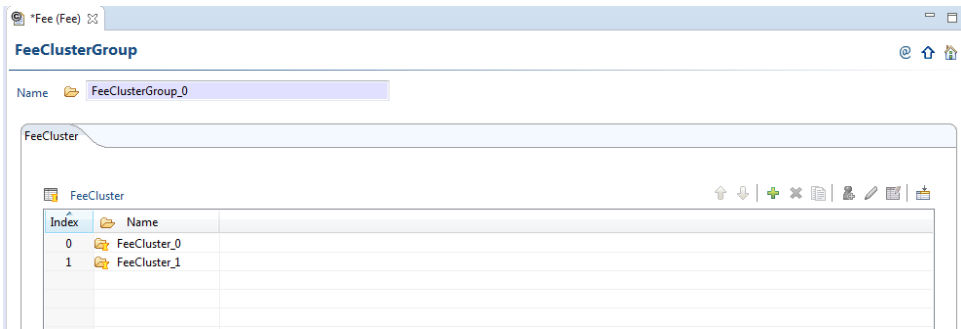 *Fee (Fee)
FeeClusterGroup
Name FeeClusterGroup_0
FeeCluster
FeeCluster
Index Name
0 FeeCluster_0
1 FeeCluster_1